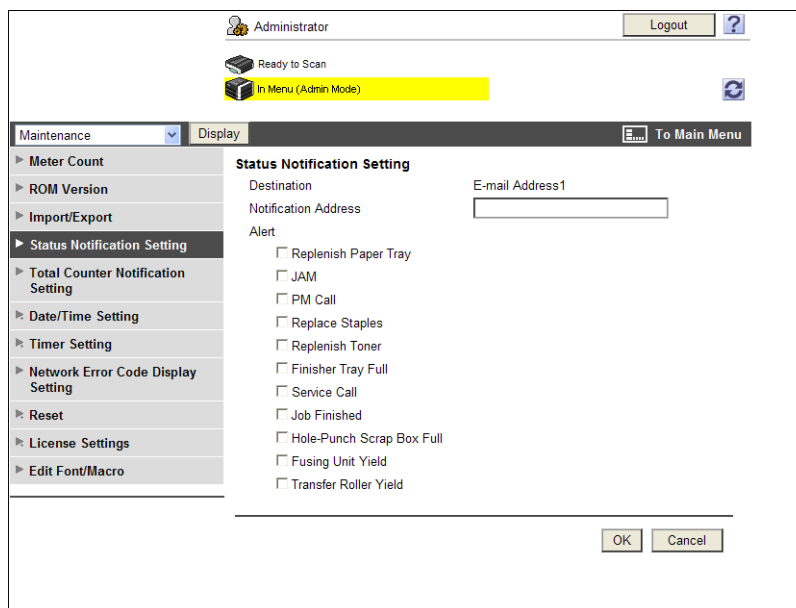 Administrator
Logout
?
Ready to Scan
In Menu (Admin Mode)
Maintenance
Display
To Main Menu
Meter Count
ROM Version
Import/Export
Status Notification Setting
Total Counter Notification
Setting
Date/Time Setting
Timer Setting
Network Error Code Display
Setting
Reset
License Settings
Edit Font/Macro
Status Notification Setting
Destination
E-mail Address1
Notification Address
Alert
Replenish Paper Tray
JAM
PM Call
Replace Staples
Replenish Toner
Finisher Tray Full
Service Call
Job Finished
Hole-Punch Scrap Box Full
Fusing Unit Yield
Transfer Roller Yield
OK
Cancel